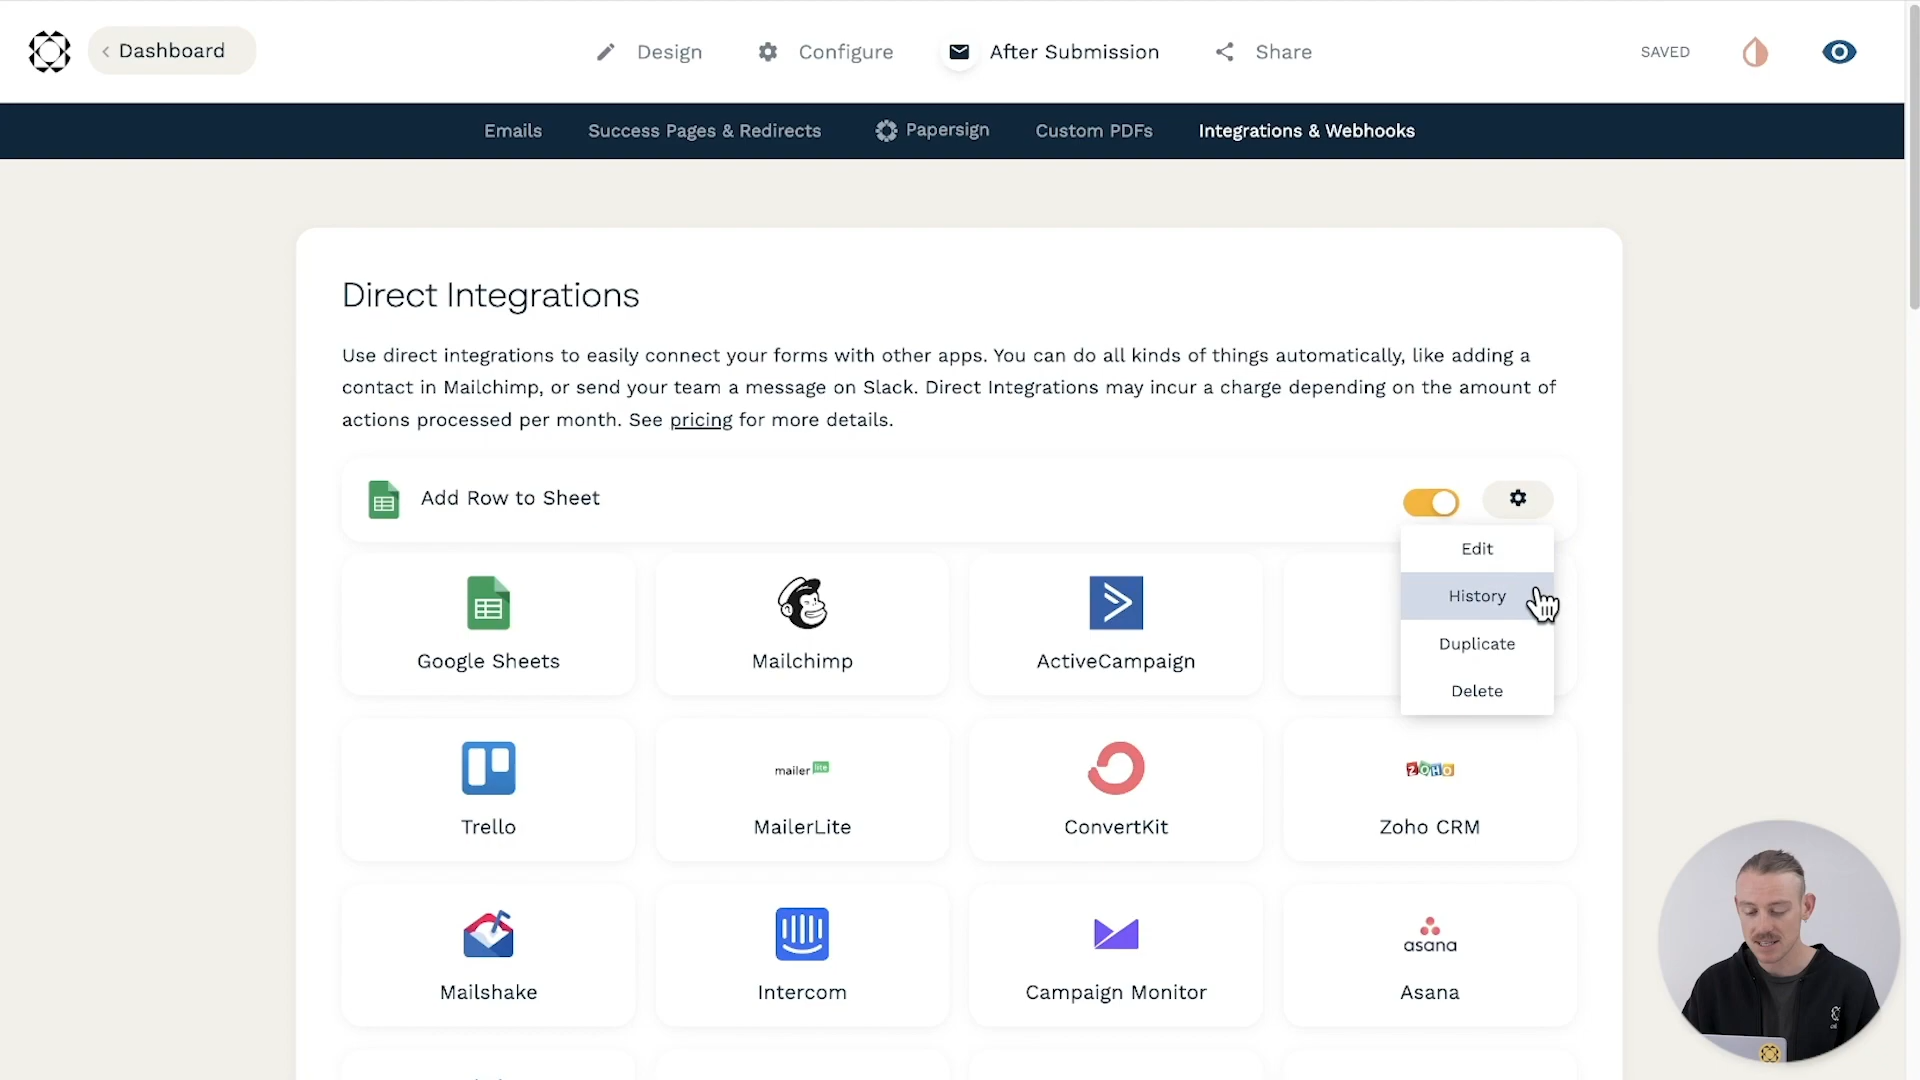 Dashboard
Design
Configure
After Submission
Share
SAVED
Emails
Success Pages & Redirects
Papersign
Custom PDFs
Integrations & Webhooks
Direct Integrations
Use direct integrations to easily connect your forms with other apps. You can do all kinds of things automatically, like adding a
contact in Mailchimp, or send your team a message on Slack. Direct Integrations may incur a charge depending on the amount of
actions processed per month. See pricing for more details.
Add Row to Sheet
Edit
History
Duplicate
Delete
Google Sheets
Mailchimp
ActiveCampaign
Trello
mailer lite
MailerLite
ConvertKit
ZOHO
Zoho CRM
Mailshake
Intercom
Campaign Monitor
asana
Asana